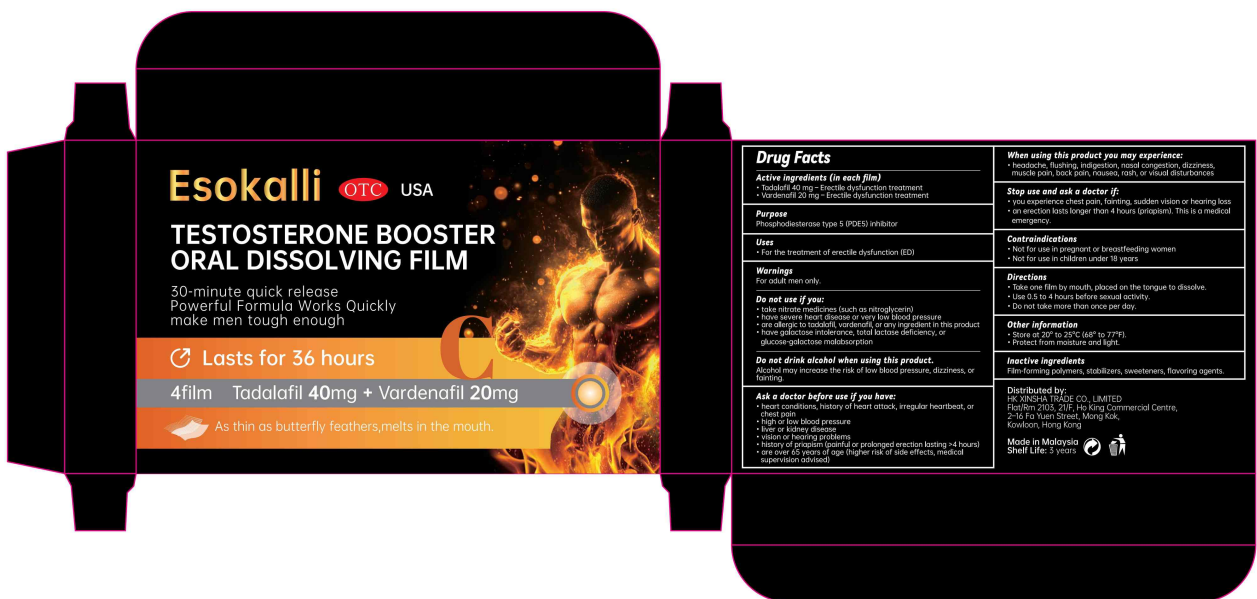 Esokalli OTC USA
TESTOSTERONE BOOSTER
ORAL DISSOLVING FILM
30-minute quick release
Powerful Formula Works Quickly
make men tough enough
C
Lasts for 36 hours
4film Tadalafil 40mg + Vardenafil 20mg
As thin as butterfly feathers,melts in the mouth.
Drug Facts
Active ingredients (in each film)
• Tadalafil 40 mg – Erectile dysfunction treatment
• Vardenafil 20 mg – Erectile dysfunction treatment
Purpose
Phosphodiesterase type 5 (PDE5) inhibitor
Uses
• For the treatment of erectile dysfunction (ED)
Warnings
For adult men only.
Do not use if you:
• take nitrate medicines (such as nitroglycerin)
• have severe heart disease or very low blood pressure
• are allergic to tadalafil, vardenafil, or any ingredient in this product
• have galactose intolerance, total lactase deficiency, or
glucose-galactose malabsorption
Do not drink alcohol when using this product.
Alcohol may increase the risk of low blood pressure, dizziness, or
fainting.
Ask a doctor before use if you have:
• heart conditions, history of heart attack, irregular heartbeat, or
chest pain
• high or low blood pressure
• liver or kidney disease
• vision or hearing problems
• history of priapism (painful or prolonged erection lasting >4 hours)
• are over 65 years of age (higher risk of side effects, medical
supervision advised)
When using this product you may experience:
• headache, flushing, indigestion, nasal congestion, dizziness,
muscle pain, back pain, nausea, rash, or visual disturbances
Stop use and ask a doctor if:
• you experience chest pain, fainting, sudden vision or hearing loss
• an erection lasts longer than 4 hours (priapism). This is a medical
emergency.
Contraindications
• Not for use in pregnant or breastfeeding women
• Not for use in children under 18 years
Directions
• Take one film by mouth, placed on the tongue to dissolve.
• Use 0.5 to 4 hours before sexual activity.
• Do not take more than once per day.
Other information
• Store at 20° to 25°C (68° to 77°F).
• Protect from moisture and light.
Inactive ingredients
Film-forming polymers, stabilizers, sweeteners, flavoring agents.
Distributed by:
HK XINSHA TRADE CO., LIMITED
Flat/Rm 2103, 21/F, Ho King Commercial Centre,
2–16 Fa Yuen Street, Mong Kok,
Kowloon, Hong Kong
Made in Malaysia
Shelf Life: 3 years